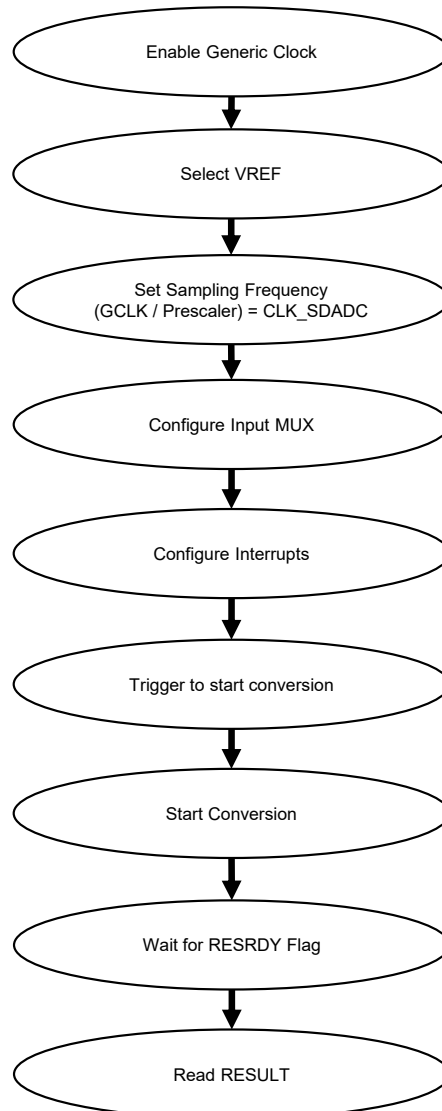 Enable Generic Clock
Select VREF
Set Sampling Frequency
(GCLK / Prescaler) = CLK_SDADC
Configure Input MUX
Configure Interrupts
Trigger to start conversion
Start Conversion
Wait for RESRDY Flag
Read RESULT